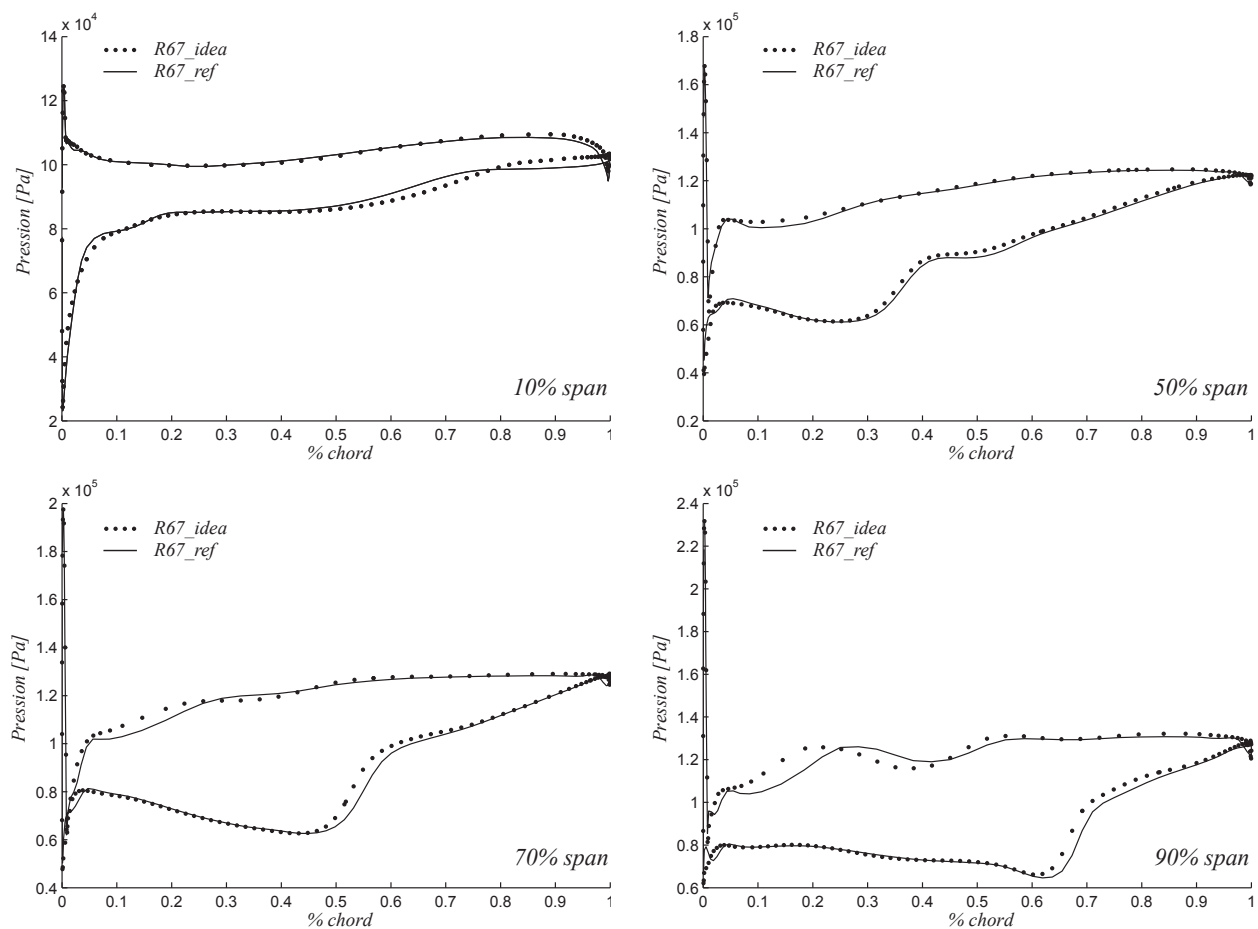 x 10⁴
14
12
10
8
6
4
2
Pression [Pa]
R67_idea
R67_ref
10% span
0 0.1 0.2 0.3 0.4 0.5 0.6 0.7 0.8 0.9 1
% chord
x 10⁵
1.8
1.6
1.4
1.2
1
0.8
0.6
0.4
0.2
Pression [Pa]
R67_idea
R67_ref
50% span
0 0.1 0.2 0.3 0.4 0.5 0.6 0.7 0.8 0.9 1
% chord
x 10⁵
2
1.8
1.6
1.4
1.2
1
0.8
0.6
0.4
Pression [Pa]
R67_idea
R67_ref
70% span
0 0.1 0.2 0.3 0.4 0.5 0.6 0.7 0.8 0.9 1
% chord
x 10⁵
2.4
2.2
2
1.8
1.6
1.4
1.2
1
0.8
0.6
Pression [Pa]
R67_idea
R67_ref
90% span
0 0.1 0.2 0.3 0.4 0.5 0.6 0.7 0.8 0.9 1
% chord